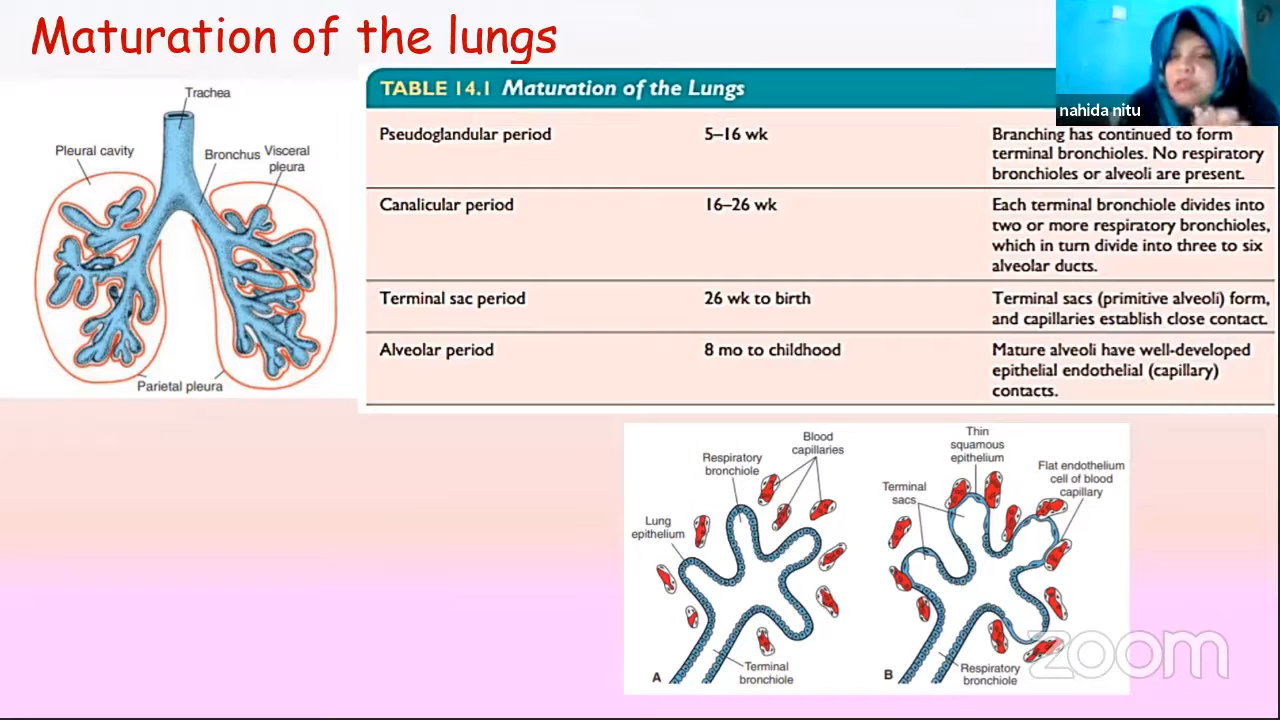 Maturation of the lungs
nahida nitu
Trachea
Pleural cavity
Bronchus
Visceral
pleura
Parietal pleura
TABLE 14.1 Maturation of the Lungs
Pseudoglandular period
5–16 wk
Branching has continued to form
terminal bronchioles. No respiratory
bronchioles or alveoli are present.
Canalicular period
16–26 wk
Each terminal bronchiole divides into
two or more respiratory bronchioles,
which in turn divide into three to six
alveolar ducts.
Terminal sac period
26 wk to birth
Terminal sacs (primitive alveoli) form,
and capillaries establish close contact.
Alveolar period
8 mo to childhood
Mature alveoli have well-developed
epithelial endothelial (capillary)
contacts.
Blood
capillaries
Respiratory
bronchiole
Lung
epithelium
Terminal
bronchiole
A
Thin
squamous
epithelium
Flat endothelium
cell of blood
capillary
Terminal
sacs
Respiratory
bronchiole
B
zoom